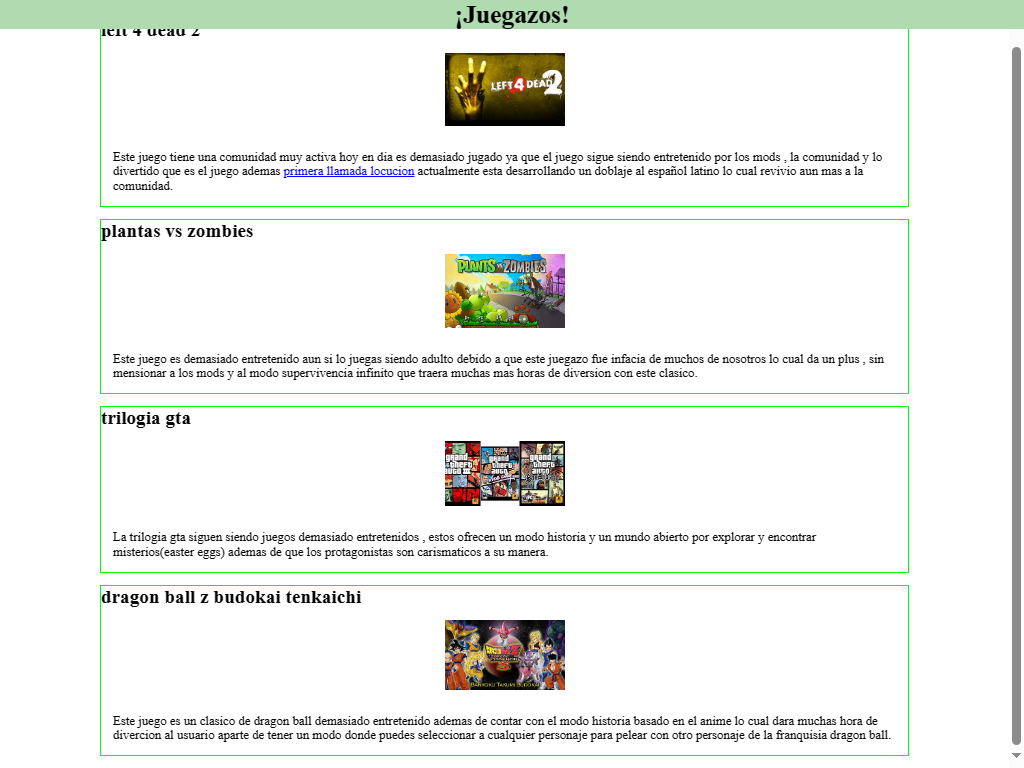 ¡Juegazos!
left 4 dead 2
LEFT 4 DEAD 2
Este juego tiene una comunidad muy activa hoy en dia es demasiado jugado ya que el juego sigue siendo entretenido por los mods , la comunidad y lo
divertido que es el juego ademas primera llamada locucion actualmente esta desarrollando un doblaje al español latino lo cual revivio aun mas a la
comunidad.
plantas vs zombies
PLANTS VS ZOMBIES
Este juego es demasiado entretenido aun si lo juegas siendo adulto debido a que este juegazo fue infacia de muchos de nosotros lo cual da un plus , sin
mensionar a los mods y al modo supervivencia infinito que traera muchas mas horas de diversion con este clasico.
trilogia gta
grand theft auto III
grand theft auto
grand theft auto
La trilogia gta siguen siendo juegos demasiado entretenidos , estos ofrecen un modo historia y un mundo abierto por explorar y encontrar
misterios(easter eggs) ademas de que los protagonistas son carismaticos a su manera.
dragon ball z budokai tenkaichi
Este juego es un clasico de dragon ball demasiado entretenido ademas de contar con el modo historia basado en el anime lo cual dara muchas hora de
divercion al usuario aparte de tener un modo donde puedes seleccionar a cualquier personaje para pelear con otro personaje de la franquisia dragon ball.